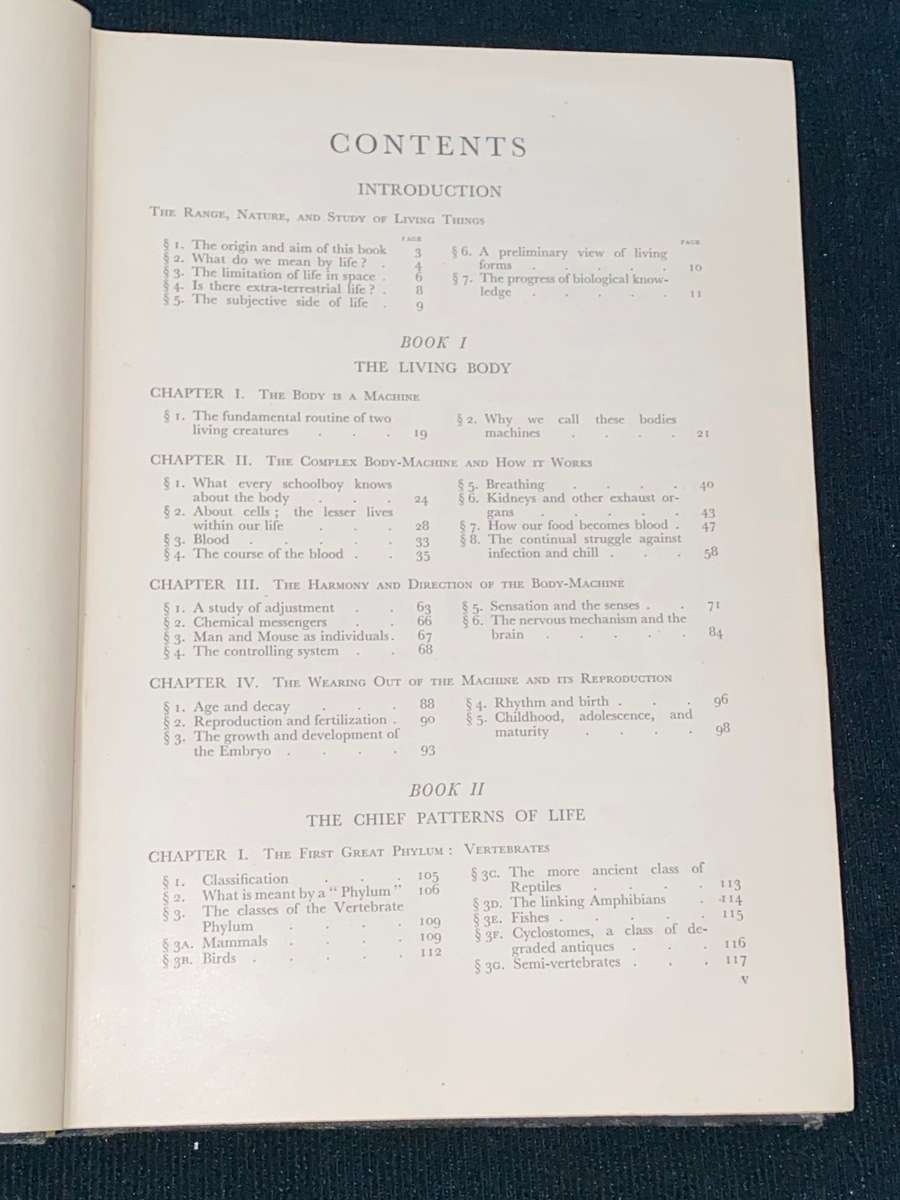 CONTENTS
INTRODUCTION
The Range, Nature, and Study of Living Things
PAGE
§ 1. The origin and aim of this book 3
§ 2. What do we mean by life ? . 4
§ 3. The limitation of life in space . 6
§ 4. Is there extra-terrestrial life ? . 8
§ 5. The subjective side of life . 9
PAGE
§ 6. A preliminary view of living
forms . . . . . 10
§ 7. The progress of biological know-
ledge . . . . . 11
BOOK I
THE LIVING BODY
CHAPTER I. The Body is a Machine
§ 1. The fundamental routine of two
living creatures . . . 19
§ 2. Why we call these bodies
machines . . . . 21
CHAPTER II. The Complex Body-Machine and How it Works
§ 1. What every schoolboy knows
about the body . . . 24
§ 2. About cells ; the lesser lives
within our life . . . 28
§ 3. Blood . . . . . 33
§ 4. The course of the blood . . 35
§ 5. Breathing . . . . 40
§ 6. Kidneys and other exhaust or-
gans . . . . . 43
§ 7. How our food becomes blood . 47
§ 8. The continual struggle against
infection and chill . . . 58
CHAPTER III. The Harmony and Direction of the Body-Machine
§ 1. A study of adjustment . . 63
§ 2. Chemical messengers . . 66
§ 3. Man and Mouse as individuals . 67
§ 4. The controlling system . . 68
§ 5. Sensation and the senses . . 71
§ 6. The nervous mechanism and the
brain . . . . . 84
CHAPTER IV. The Wearing Out of the Machine and its Reproduction
§ 1. Age and decay . . . 88
§ 2. Reproduction and fertilization . 90
§ 3. The growth and development of
the Embryo . . . . 93
§ 4. Rhythm and birth . . . 96
§ 5. Childhood, adolescence, and
maturity . . . . 98
BOOK II
THE CHIEF PATTERNS OF LIFE
CHAPTER I. The First Great Phylum : Vertebrates
§ 1. Classification . . . 105
§ 2. What is meant by a “ Phylum ” 106
§ 3. The classes of the Vertebrate
Phylum . . . . 109
§ 3A. Mammals . . . . 109
§ 3B. Birds . . . . . 112
§ 3C. The more ancient class of
Reptiles . . . . 113
§ 3D. The linking Amphibians . 114
§ 3E. Fishes . . . . . 115
§ 3F. Cyclostomes, a class of de-
graded antiques . . . 116
§ 3G. Semi-vertebrates . . . 117
v